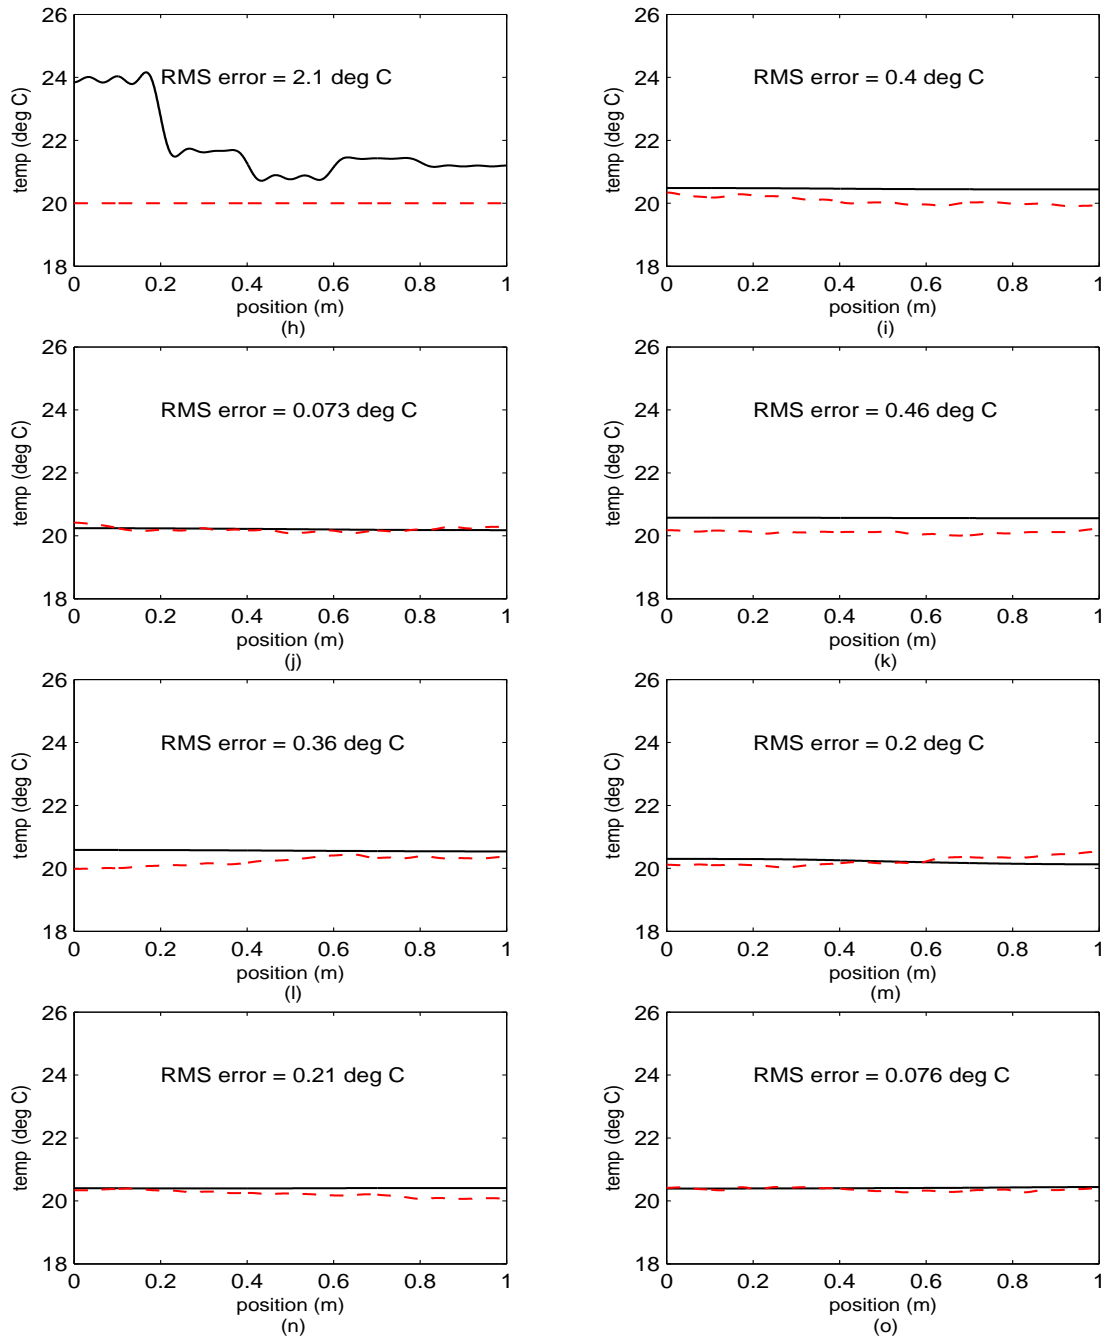 26
24
22
20
18
temp (deg C)
RMS error = 2.1 deg C
0 0.2 0.4 0.6 0.8 1
position (m)
(h)
26
24
22
20
18
temp (deg C)
RMS error = 0.4 deg C
0 0.2 0.4 0.6 0.8 1
position (m)
(i)
26
24
22
20
18
temp (deg C)
RMS error = 0.073 deg C
0 0.2 0.4 0.6 0.8 1
position (m)
(j)
26
24
22
20
18
temp (deg C)
RMS error = 0.46 deg C
0 0.2 0.4 0.6 0.8 1
position (m)
(k)
26
24
22
20
18
temp (deg C)
RMS error = 0.36 deg C
0 0.2 0.4 0.6 0.8 1
position (m)
(l)
26
24
22
20
18
temp (deg C)
RMS error = 0.2 deg C
0 0.2 0.4 0.6 0.8 1
position (m)
(m)
26
24
22
20
18
temp (deg C)
RMS error = 0.21 deg C
0 0.2 0.4 0.6 0.8 1
position (m)
(n)
26
24
22
20
18
temp (deg C)
RMS error = 0.076 deg C
0 0.2 0.4 0.6 0.8 1
position (m)
(o)